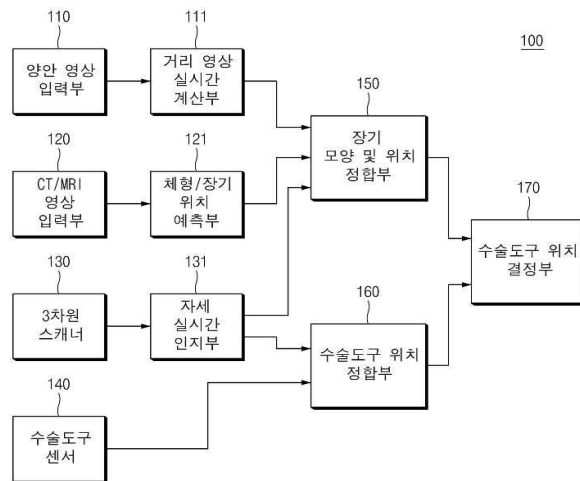 110
양안 영상
입력부
111
거리 영상
실시간
계산부
100
120
CT/MRI
영상
입력부
121
체형/장기
위치
예측부
150
장기
모양 및 위치
정합부
130
3차원
스캐너
131
자세
실시간
인지부
160
수술도구 위치
정합부
170
수술도구 위치
결정부
140
수술도구
센서